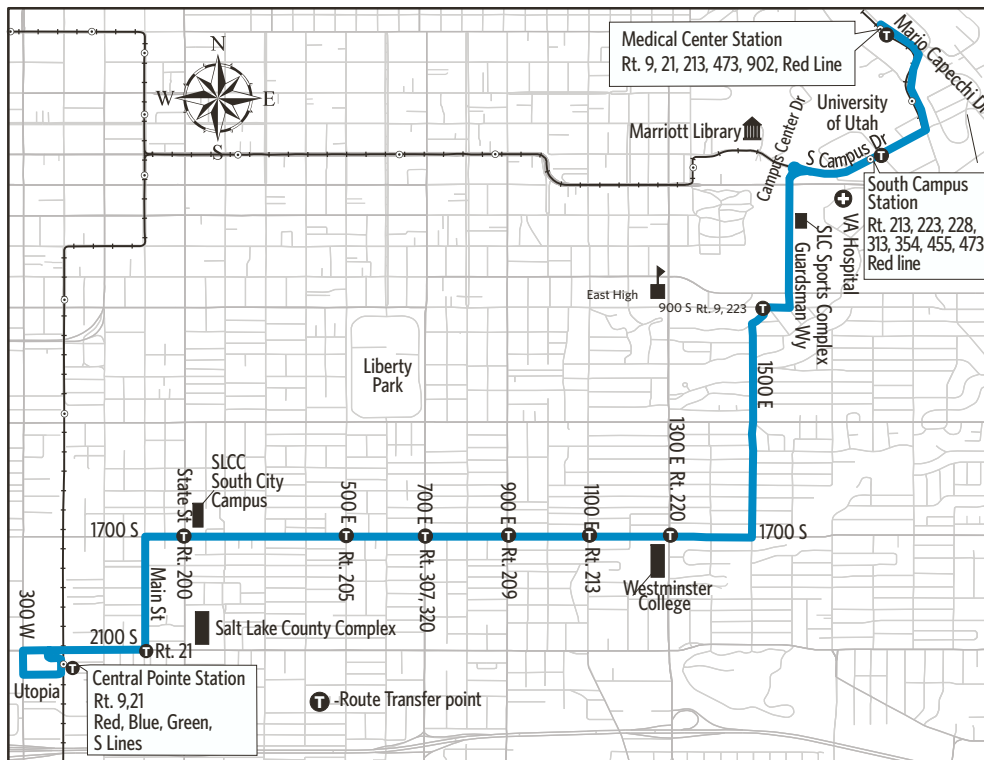 Medical Center Station
Rt. 9, 21, 213, 473, 902, Red Line
Mario Capecchi Dr
N
W
E
S
Marriott Library
Campus Center Dr
University
of Utah
S Campus Dr
South Campus
Station
Rt. 213, 223, 228,
313, 354, 455, 473
Red line
VA Hospital
SLC Sports Complex
Guardsman Wy
East High
900 S Rt. 9, 223
1500 E
Liberty
Park
SLCC
South City
Campus
State St
Rt. 200
500 E
Rt. 205
700 E
Rt. 307, 320
900 E
Rt. 209
1100 E
Rt. 213
1300 E Rt. 220
1700 S
1700 S
Westminster
College
Main St
300 W
2100 S
Rt. 21
Salt Lake County Complex
Utopia
Central Pointe Station
Rt. 9,21
Red, Blue, Green,
S Lines
T -Route Transfer point